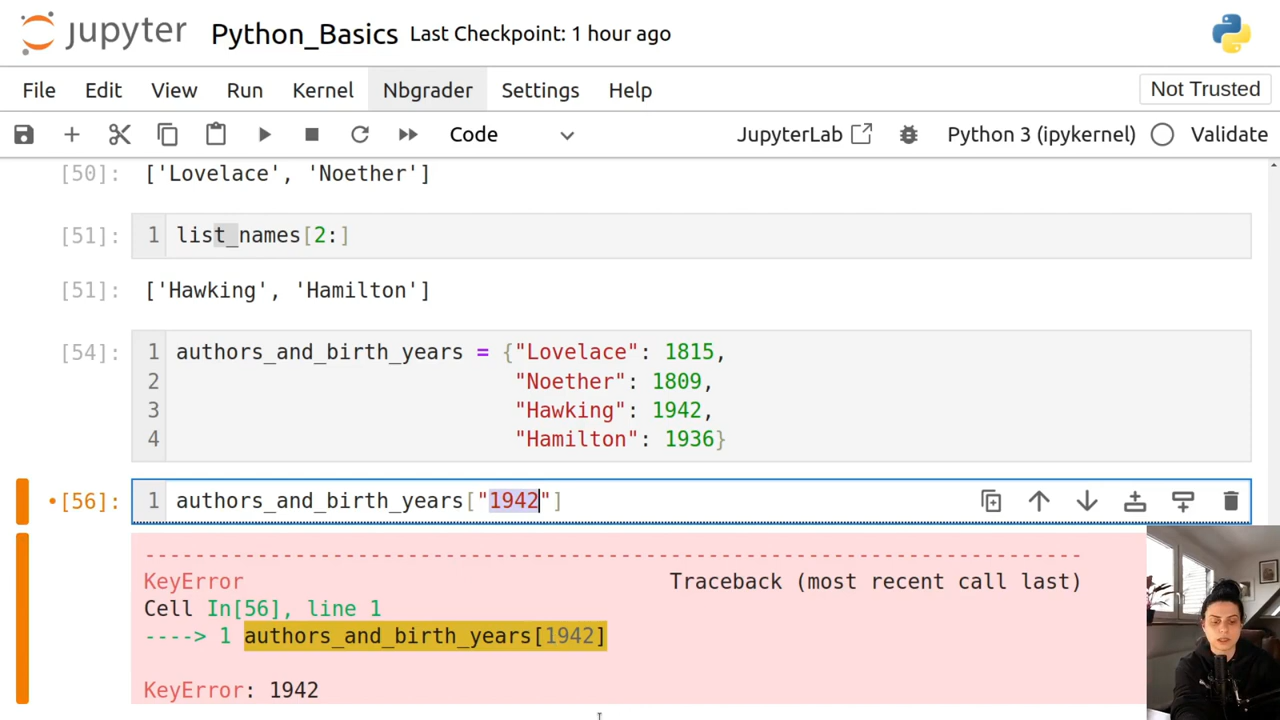 jupyter Python_Basics Last Checkpoint: 1 hour ago
File Edit View Run Kernel Nbgrader Settings Help Not Trusted
Code JupyterLab Python 3 (ipykernel) Validate
[50]: ['Lovelace', 'Noether']
[51]: 1 list_names[2:]
[51]: ['Hawking', 'Hamilton']
[54]: 1 authors_and_birth_years = {"Lovelace": 1815,
2 "Noether": 1809,
3 "Hawking": 1942,
4 "Hamilton": 1936}
•[56]: 1 authors_and_birth_years["1942"]
---------------------------------------------------------------------------
KeyError Traceback (most recent call last)
Cell In[56], line 1
----> 1 authors_and_birth_years[1942]
KeyError: 1942